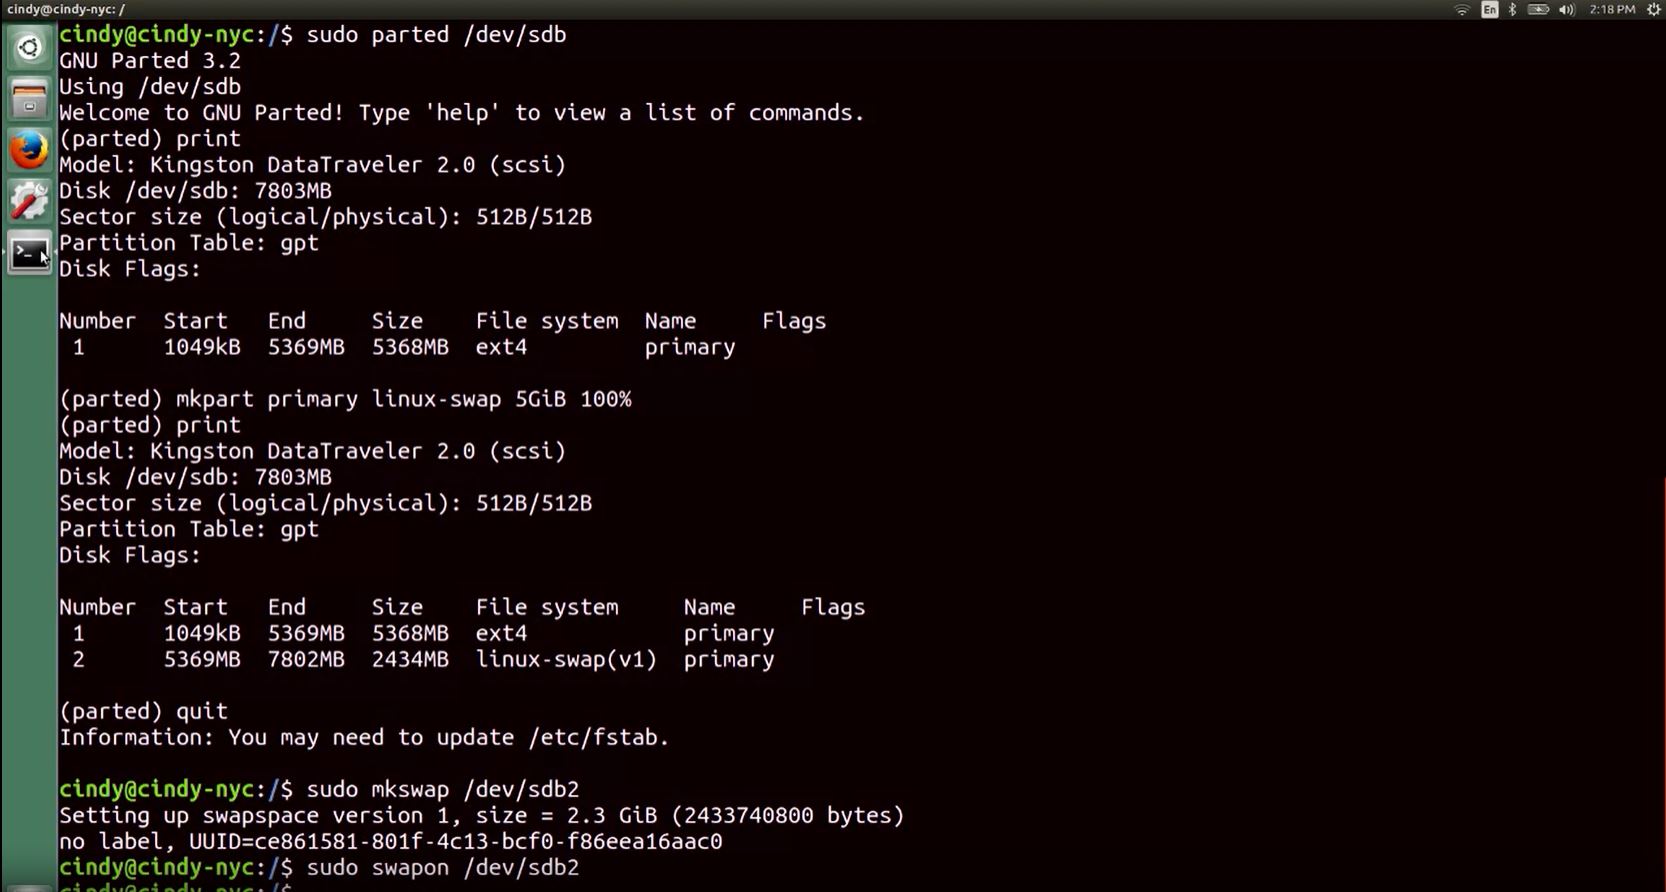 cindy@cindy-nyc: /
En
2:18 PM
cindy@cindy-nyc:/$ sudo parted /dev/sdb
GNU Parted 3.2
Using /dev/sdb
Welcome to GNU Parted! Type 'help' to view a list of commands.
(parted) print
Model: Kingston DataTraveler 2.0 (scsi)
Disk /dev/sdb: 7803MB
Sector size (logical/physical): 512B/512B
Partition Table: gpt
Disk Flags:
Number Start End Size File system Name Flags
1 1049kB 5369MB 5368MB ext4 primary
(parted) mkpart primary linux-swap 5GiB 100%
(parted) print
Model: Kingston DataTraveler 2.0 (scsi)
Disk /dev/sdb: 7803MB
Sector size (logical/physical): 512B/512B
Partition Table: gpt
Disk Flags:
Number Start End Size File system Name Flags
1 1049kB 5369MB 5368MB ext4 primary
2 5369MB 7802MB 2434MB linux-swap(v1) primary
(parted) quit
Information: You may need to update /etc/fstab.
cindy@cindy-nyc:/$ sudo mkswap /dev/sdb2
Setting up swapspace version 1, size = 2.3 GiB (2433740800 bytes)
no label, UUID=ce861581-801f-4c13-bcf0-f86eea16aac0
cindy@cindy-nyc:/$ sudo swapon /dev/sdb2
cindy@cindy-nyc:/$